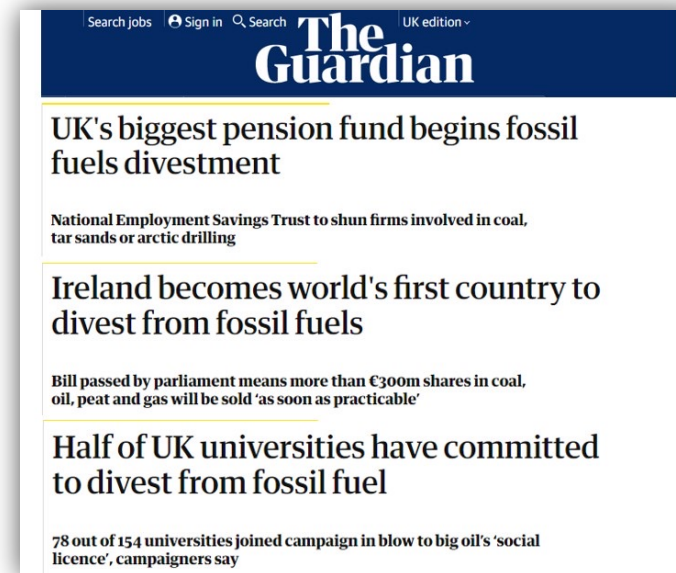 Search jobs Sign in Search UK edition
The
Guardian
UK's biggest pension fund begins fossil
fuels divestment
National Employment Savings Trust to shun firms involved in coal,
tar sands or arctic drilling
Ireland becomes world's first country to
divest from fossil fuels
Bill passed by parliament means more than €300m shares in coal,
oil, peat and gas will be sold ‘as soon as practicable’
Half of UK universities have committed
to divest from fossil fuel
78 out of 154 universities joined campaign in blow to big oil’s ‘social
licence’, campaigners say